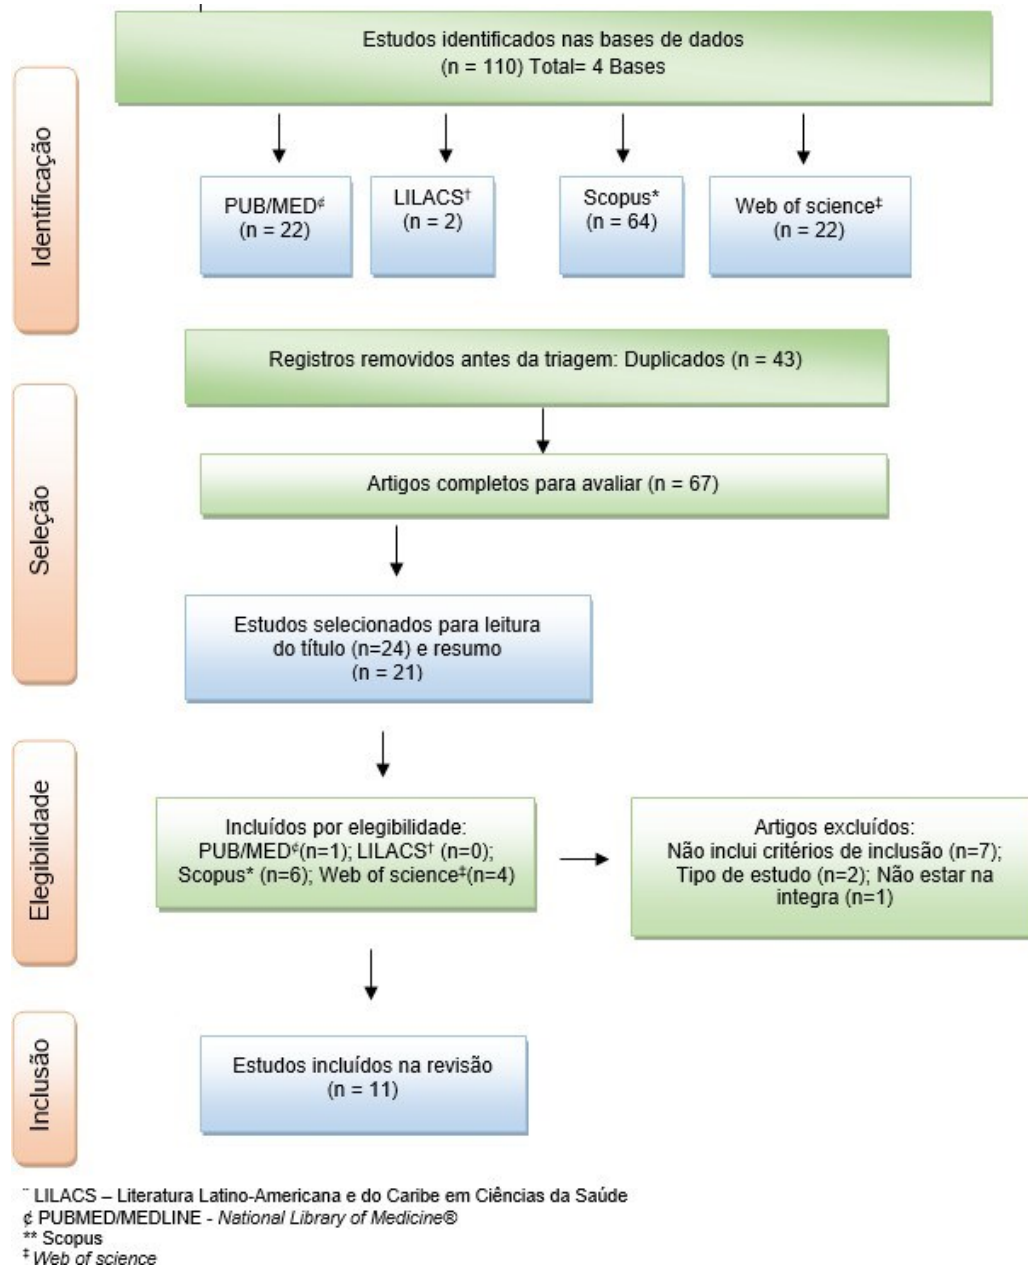 Estudos identificados nas bases de dados
(n = 110) Total= 4 Bases
Identificação
PUB/MED¢
(n = 22)
LILACS†
(n = 2)
Scopus*
(n = 64)
Web of science‡
(n = 22)
Registros removidos antes da triagem: Duplicados (n = 43)
Seleção
Artigos completos para avaliar (n = 67)
Estudos selecionados para leitura
do título (n=24) e resumo
(n = 21)
Elegibilidade
Incluídos por elegibilidade:
PUB/MED¢(n=1); LILACS† (n=0);
Scopus* (n=6); Web of science‡(n=4)
Artigos excluídos:
Não inclui critérios de inclusão (n=7);
Tipo de estudo (n=2); Não estar na
integra (n=1)
Inclusão
Estudos incluídos na revisão
(n = 11)
¨ LILACS – Literatura Latino-Americana e do Caribe em Ciências da Saúde
¢ PUBMED/MEDLINE - National Library of Medicine®
** Scopus
‡ Web of science